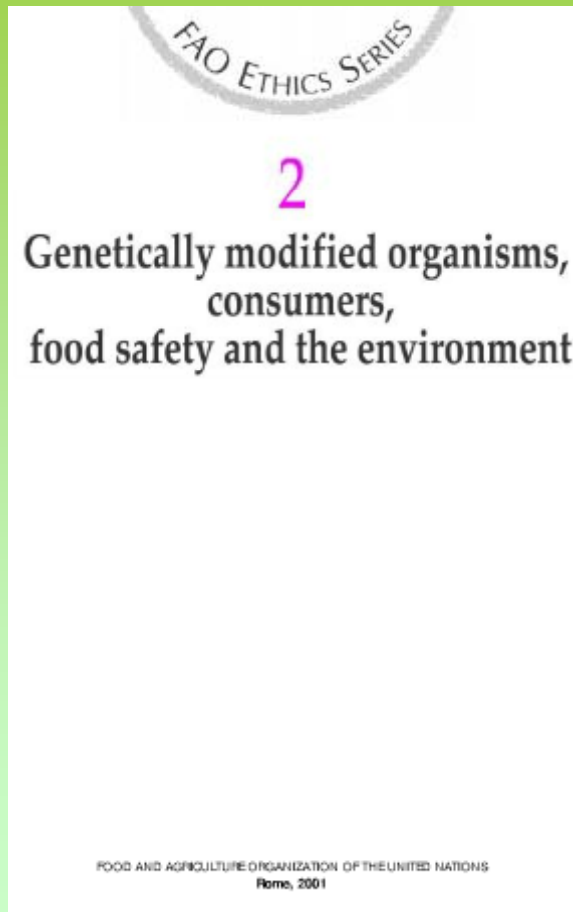 FAO ETHICS SERIES
2
Genetically modified organisms,
consumers,
food safety and the environment
FOOD AND AGRICULTURE ORGANIZATION OF THE UNITED NATIONS
Rome, 2001